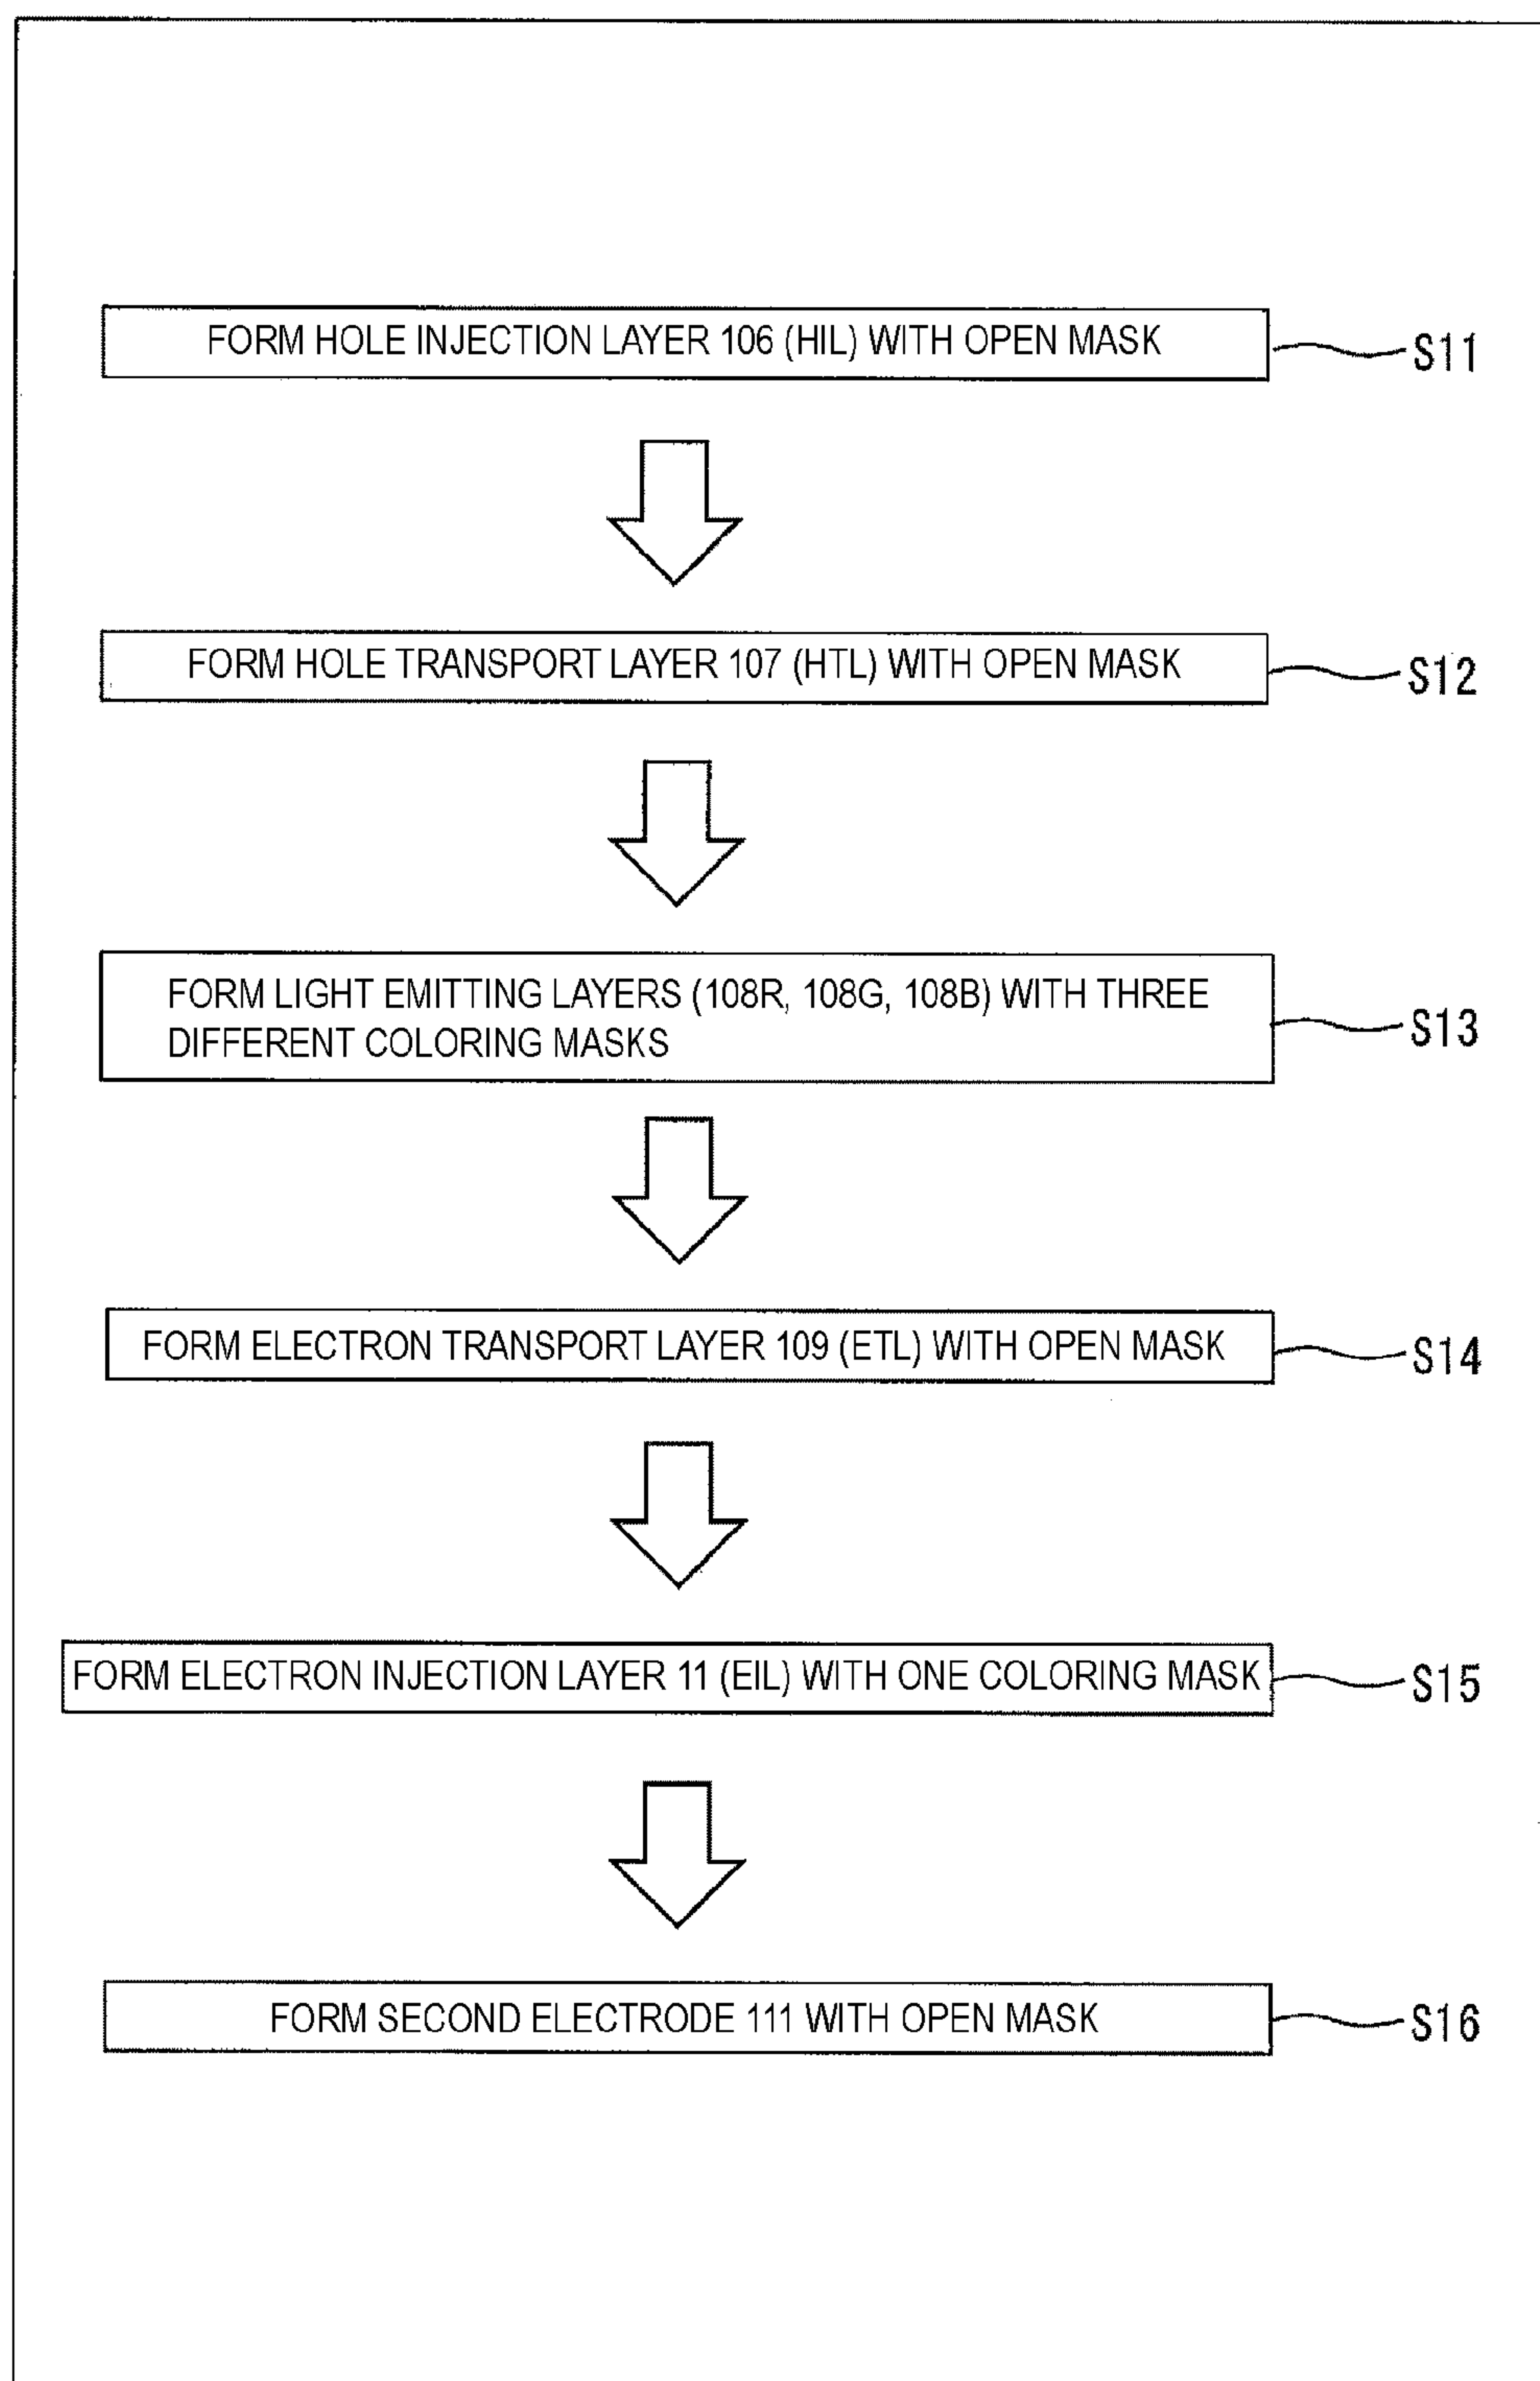 FORM HOLE INJECTION LAYER 106 (HIL) WITH OPEN MASK
S11
FORM HOLE TRANSPORT LAYER 107 (HTL) WITH OPEN MASK
S12
FORM LIGHT EMITTING LAYERS (108R, 108G, 108B) WITH THREE
DIFFERENT COLORING MASKS
S13
FORM ELECTRON TRANSPORT LAYER 109 (ETL) WITH OPEN MASK
S14
FORM ELECTRON INJECTION LAYER 11 (EIL) WITH ONE COLORING MASK
S15
FORM SECOND ELECTRODE 111 WITH OPEN MASK
S16